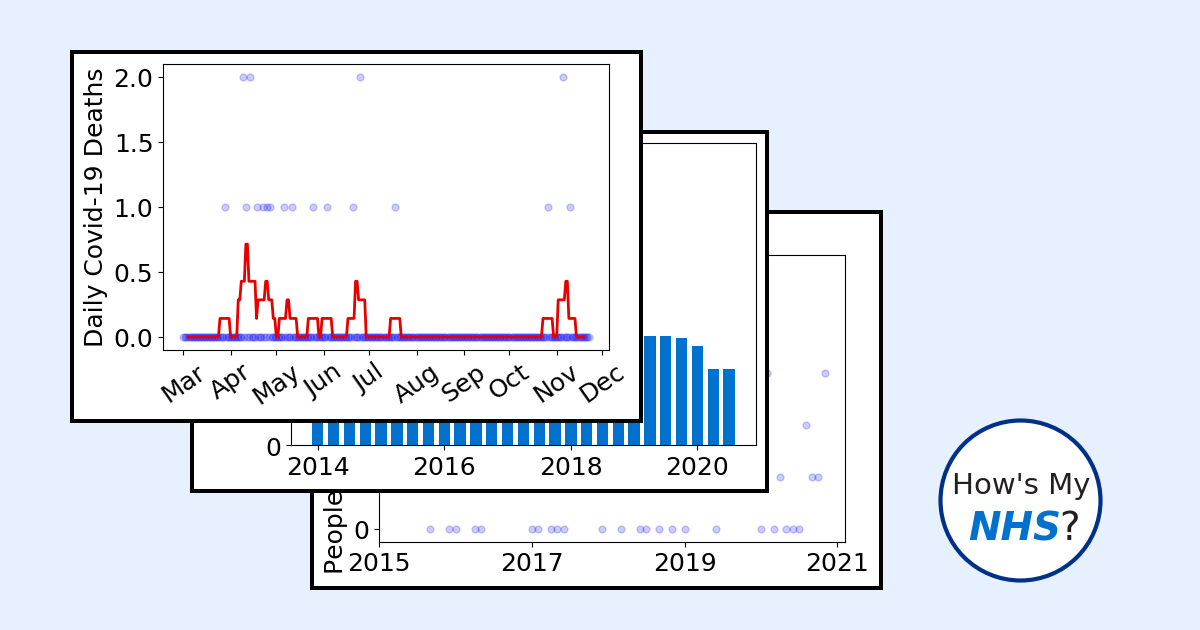 Daily Covid-19 Deaths
2.0
1.5
1.0
0.5
0.0
Mar Apr May Jun Jul Aug Sep Oct Nov Dec
0
2014 2016 2018 2020
People
0
2015 2017 2019 2021
How's My
NHS?